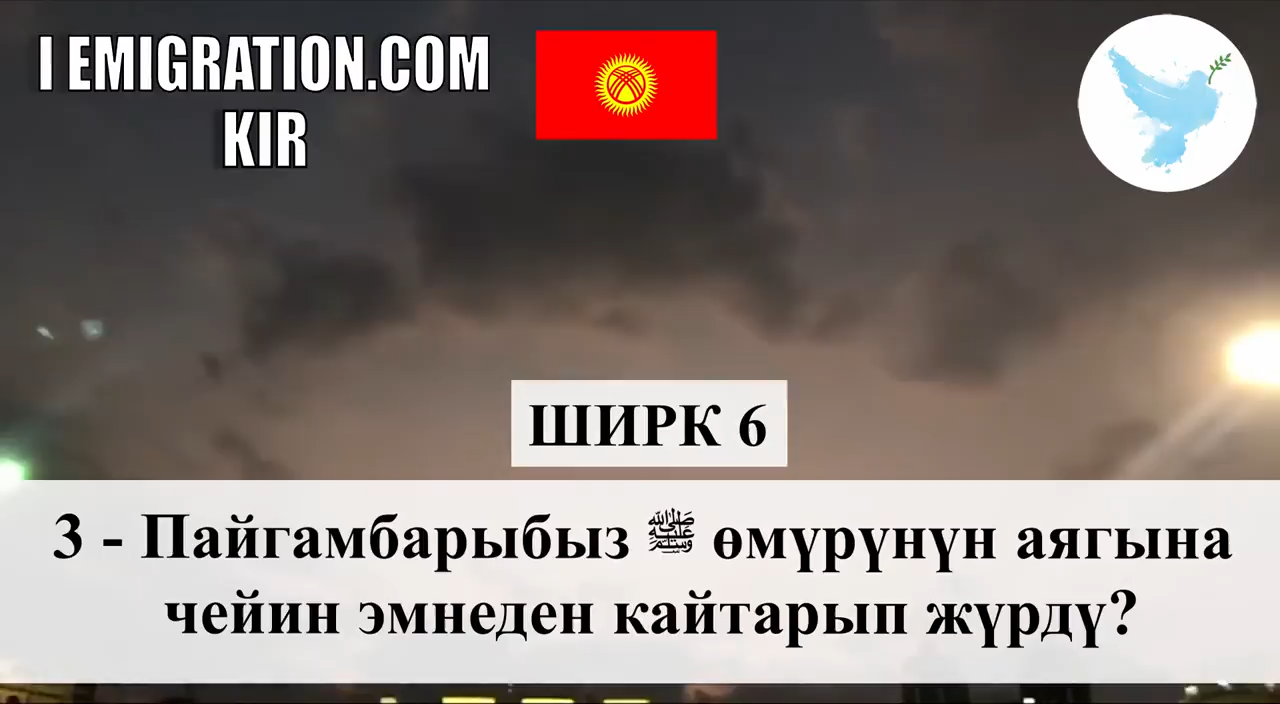 I EMIGRATION.COM
KIR
ШИРК 6
3 - Пайгамбарыбыз ﷺ өмүрүнүн аягына
чейин эмнеден кайтарып жүрдү?